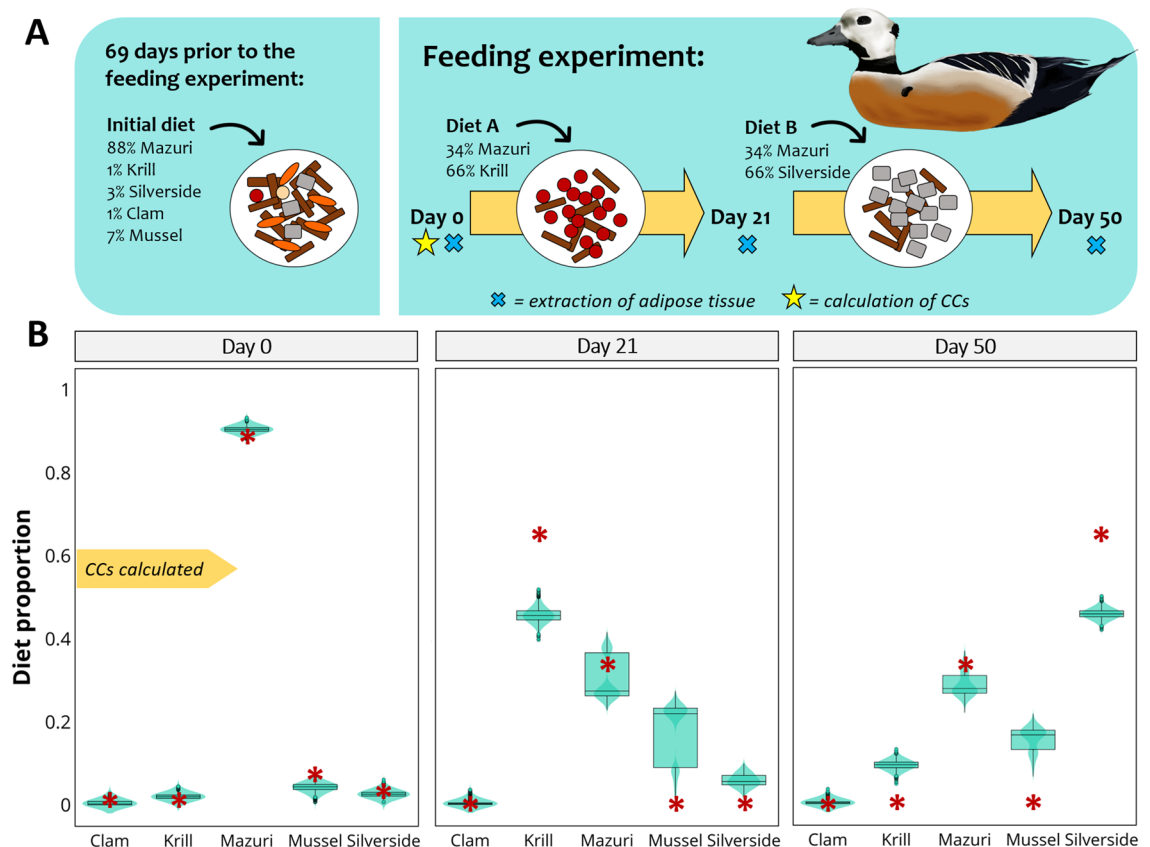 A
69 days prior to the
feeding experiment:
Initial diet
88% Mazuri
1% Krill
3% Silverside
1% Clam
7% Mussel
Feeding experiment:
Diet A
34% Mazuri
66% Krill
Diet B
34% Mazuri
66% Silverside
Day 0
Day 21
Day 50
= extraction of adipose tissue
= calculation of CCs
B
Day 0
Day 21
Day 50
Diet proportion
1
0.8
0.6
0.4
0.2
0
CCs calculated
Clam Krill Mazuri Mussel Silverside
Clam Krill Mazuri Mussel Silverside
Clam Krill Mazuri Mussel Silverside